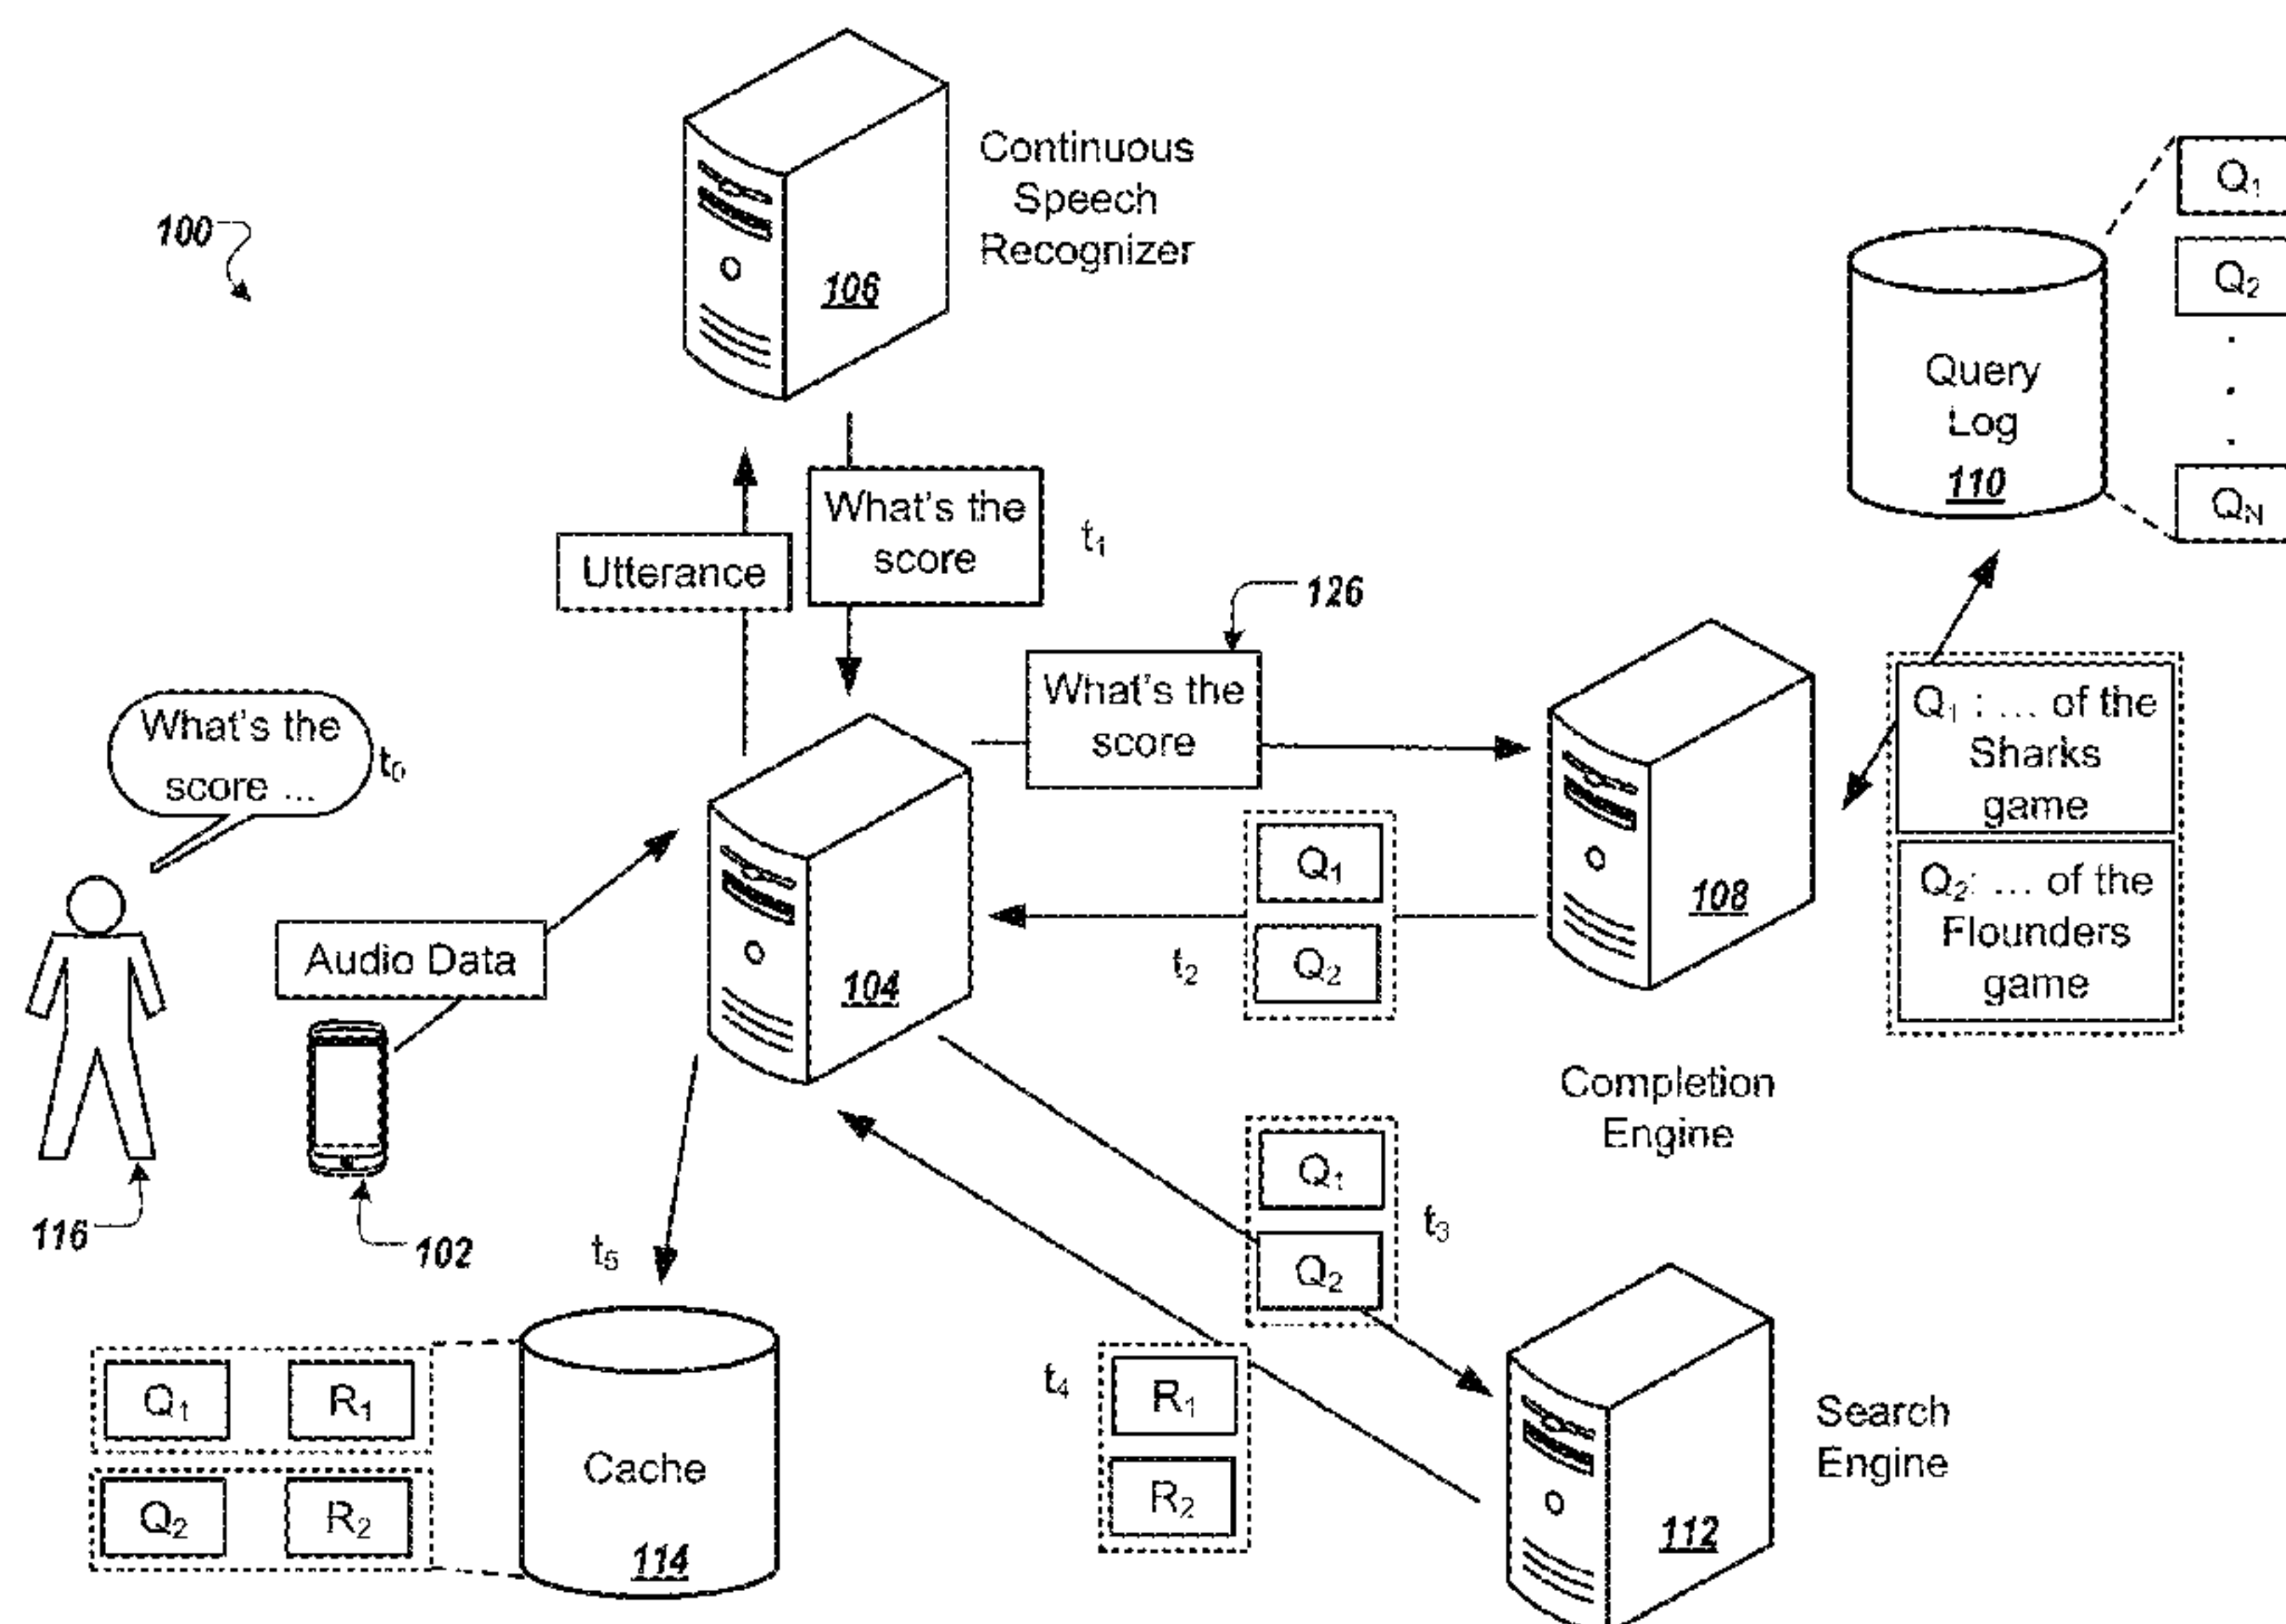 100
Continuous
Speech
Recognizer
106
Q₁
Q₂
.
.
.
Q_N
Query
Log
110
Utterance
What's the
score
t₁
126
What's the
score
What's the
score ...
t₀
Q₁ : ... of the
Sharks
game
Q₂: ... of the
Flounders
game
108
Completion
Engine
Q₁
Q₂
t₂
104
Audio Data
116
102
t₅
Q₁
Q₂
t₃
t₄
R₁
R₂
Q₁ R₁
Q₂ R₂
Cache
114
Search
Engine
112